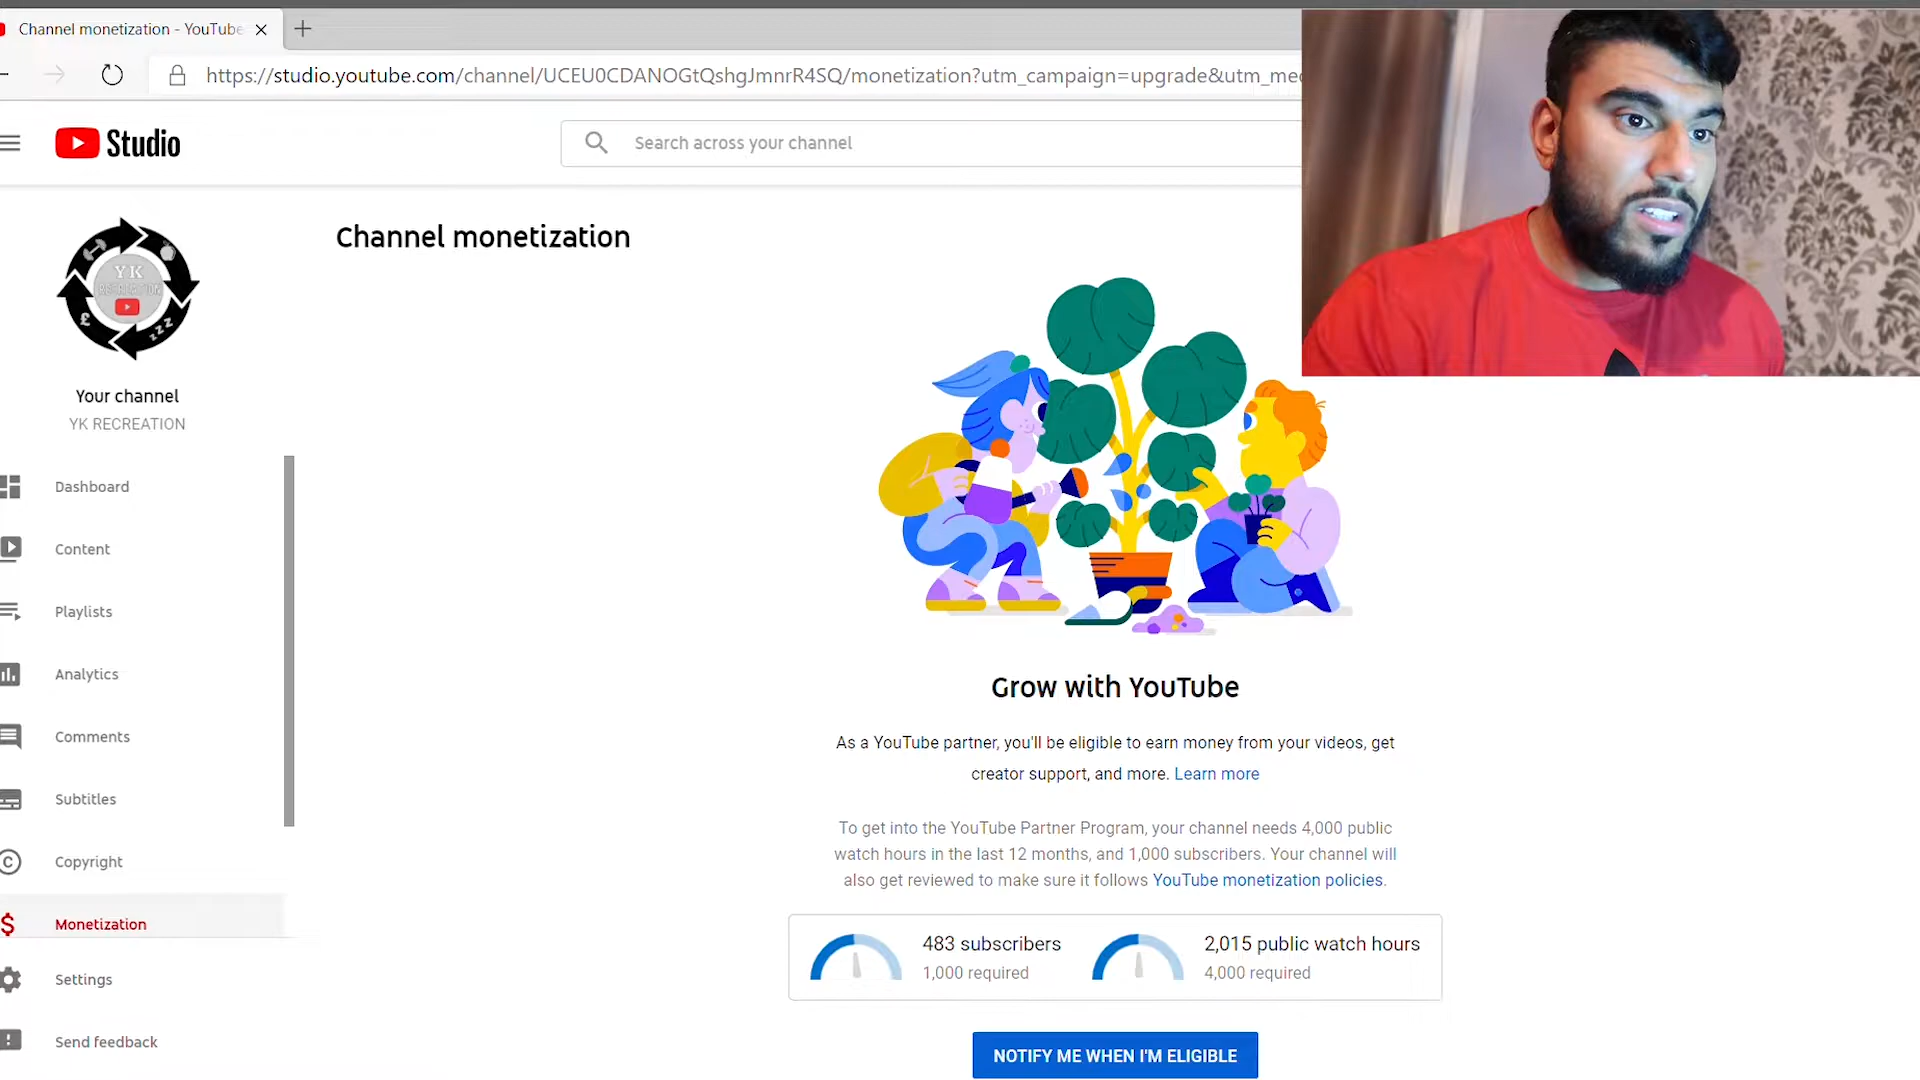 Channel monetization - YouTube
https://studio.youtube.com/channel/UCEU0CDANOGtQshgJmnrR4SQ/monetization?utm_campaign=upgrade&utm_med
Studio
Search across your channel
YK
RECREATION
£
zzz
Your channel
YK RECREATION
Dashboard
Content
Playlists
Analytics
Comments
Subtitles
Copyright
Monetization
Settings
Send feedback
Channel monetization
Grow with YouTube
As a YouTube partner, you'll be eligible to earn money from your videos, get
creator support, and more. Learn more
To get into the YouTube Partner Program, your channel needs 4,000 public
watch hours in the last 12 months, and 1,000 subscribers. Your channel will
also get reviewed to make sure it follows YouTube monetization policies.
483 subscribers
1,000 required
2,015 public watch hours
4,000 required
NOTIFY ME WHEN I'M ELIGIBLE